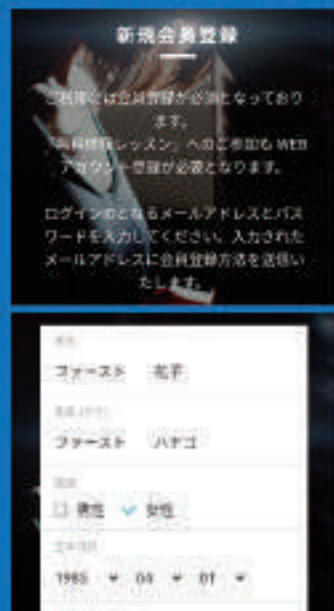 新規会員登録
ご利用には会員登録が必須となっており
ます。
「無料体験レッスン」へのご参加も WEB
アカウント登録が必要となります。
ログインのとなるメールアドレスとパス
ワードを入力してください。入力された
メールアドレスに会員登録方法を送信い
たします。
氏名
ファースト 花子
氏名 (カナ)
ファースト ハナコ
性別
男性 女性
生年月日
1985 04 01